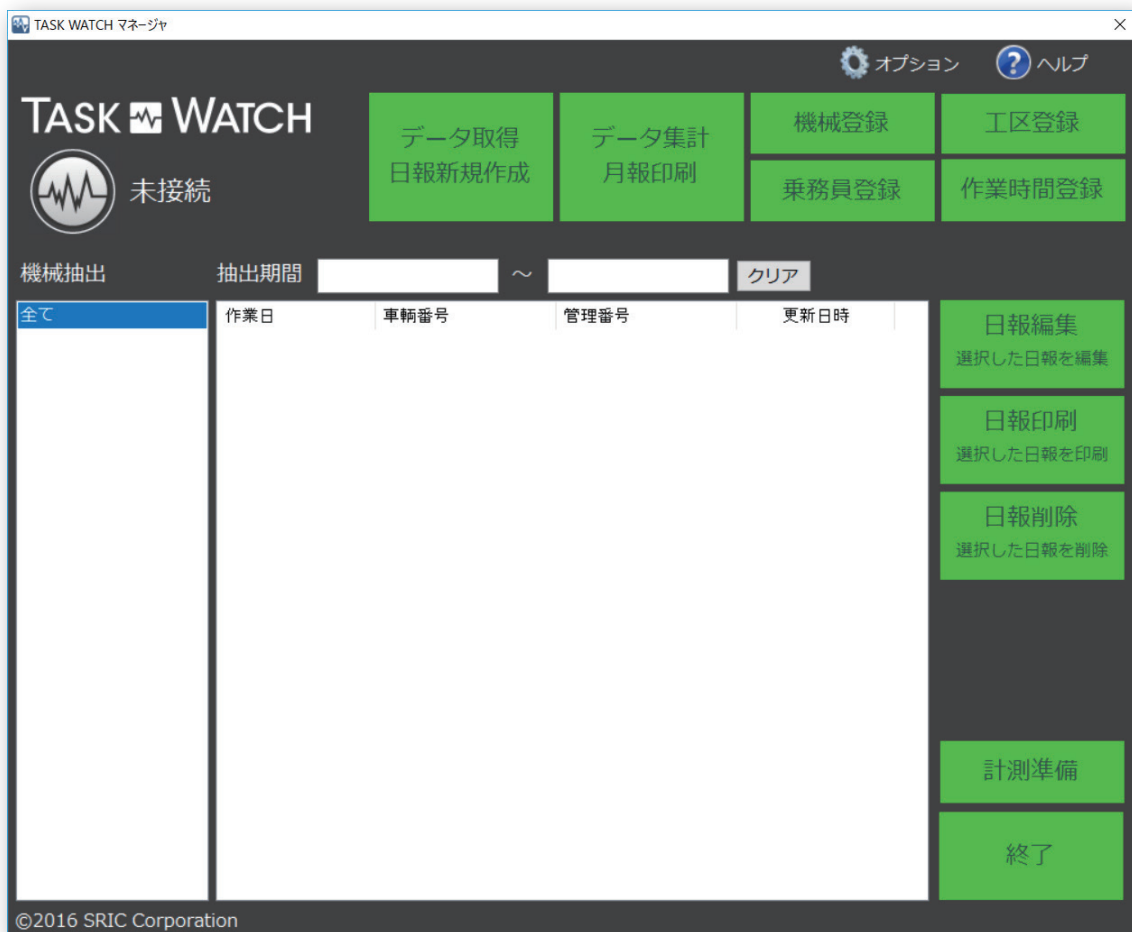 TASK WATCH マネージャ
オプション ヘルプ
TASK WATCH
未接続
データ取得
日報新規作成
データ集計
月報印刷
機械登録
工区登録
乗務員登録
作業時間登録
機械抽出 抽出期間 ～ クリア
全て
作業日 車輌番号 管理番号 更新日時
日報編集
選択した日報を編集
日報印刷
選択した日報を印刷
日報削除
選択した日報を削除
計測準備
終了
©2016 SRIC Corporation